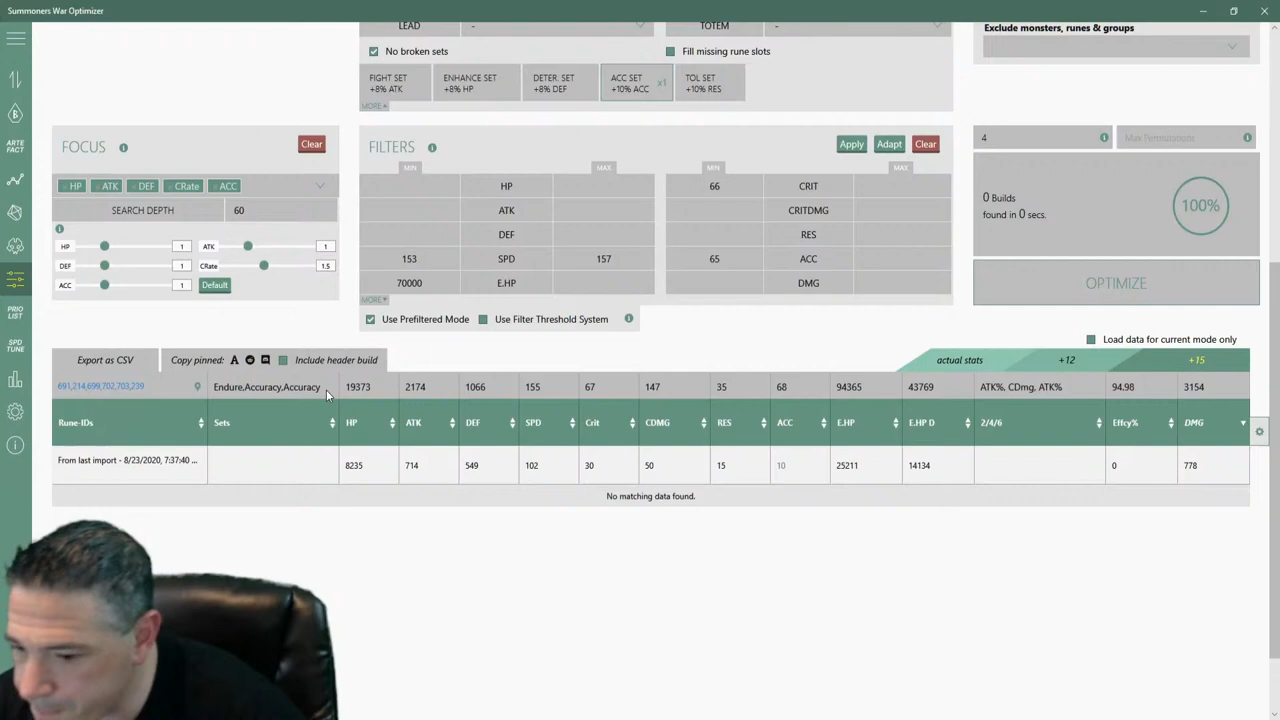 Summoners War Optimizer
LEAD - TOTEM -
Exclude monsters, runes & groups
No broken sets Fill missing rune slots
FIGHT SET +8% ATK
ENHANCE SET +8% HP
DETER. SET +8% DEF
ACC SET +10% ACC x1
TOL SET +10% RES
MORE
FOCUS Clear
HP ATK DEF CRate ACC
SEARCH DEPTH 60
HP 1 ATK 1
DEF 1 CRate 1.5
ACC 1 Default
FILTERS Apply Adapt Clear
MIN MAX MIN MAX
HP 66 CRIT
ATK CRITDMG
DEF RES
153 SPD 157 65 ACC
70000 E.HP DMG
MORE
Use Prefiltered Mode Use Filter Threshold System
4 Max Permutations
0 Builds
found in 0 secs.
100%
OPTIMIZE
Load data for current mode only
Export as CSV Copy pinned: Include header build actual stats +12 +15
691,214,699,702,703,239 Endure,Accuracy,Accuracy 19373 2174 1066 155 67 147 35 68 94365 43769 ATK%, CDmg, ATK% 94.98 3154
Rune-IDs Sets HP ATK DEF SPD Crit CDMG RES ACC E.HP E.HP D 2/4/6 Effcy% DMG
From last import - 8/23/2020, 7:37:40 ... 8235 714 549 102 30 50 15 10 25211 14134 0 778
No matching data found.
ARTE
FACT
PRIO
LIST
SPD
TUNE